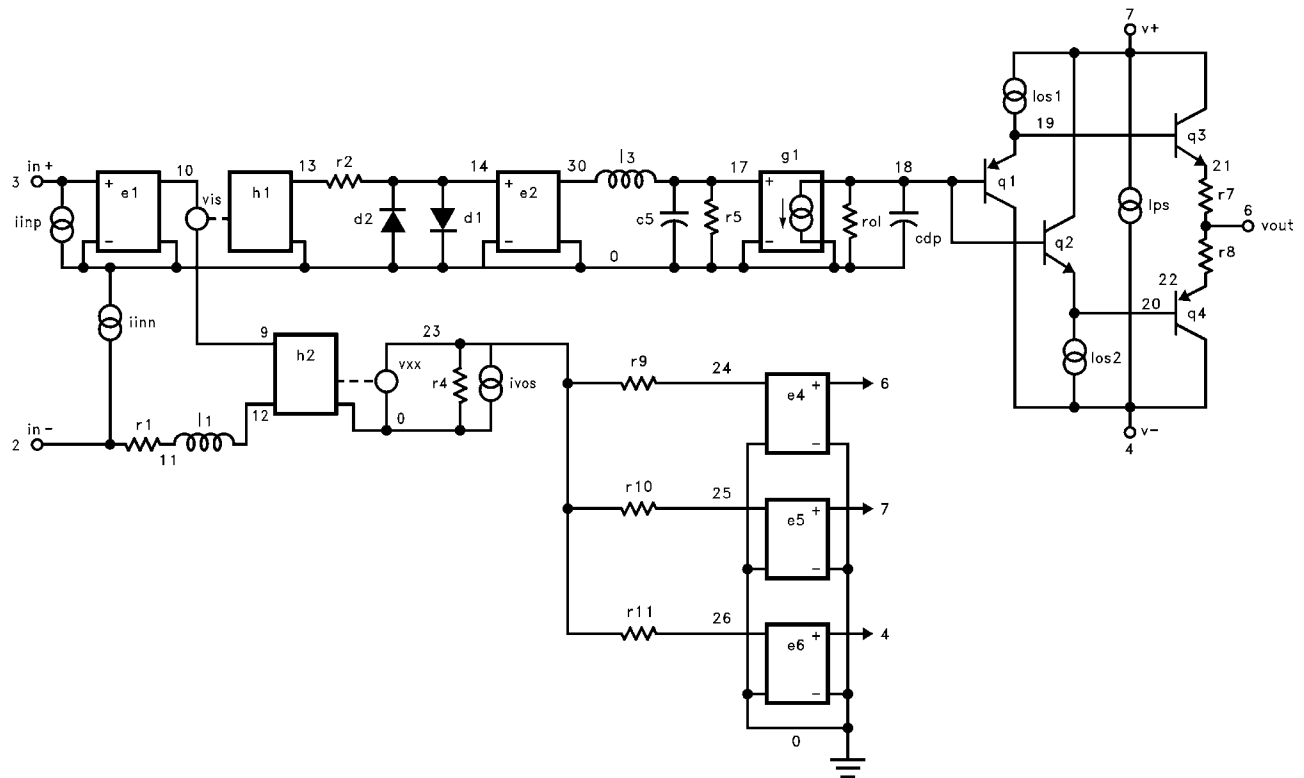 7
v+
Ios1
19
q3
in+
3
iinp
+
e1
−
10
vis
h1
13
r2
14
d2
d1
+
e2
−
30
l3
c5
r5
17
g1
+
−
18
rol
cdp
q1
q2
Ips
21
r7
6
vout
r8
22
20
q4
Ios2
v−
4
0
iinn
9
h2
12
23
vxx
r4
ivos
0
in−
2
r1
11
l1
r9
24
e4
+
−
6
r10
25
e5
+
−
7
r11
26
e6
+
−
4
0